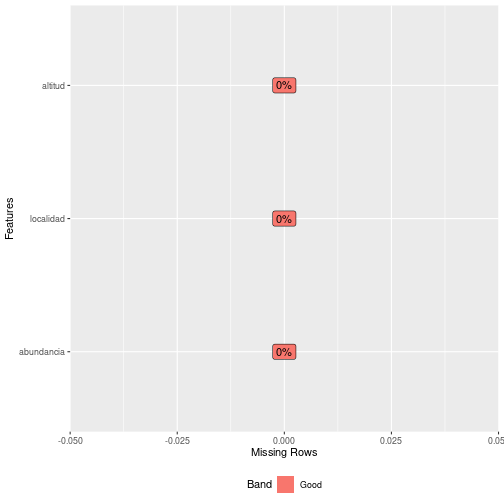 altitud
0%
localidad
0%
abundancia
0%
Features
-0.050 -0.025 0.000 0.025 0.05
Missing Rows
Band Good